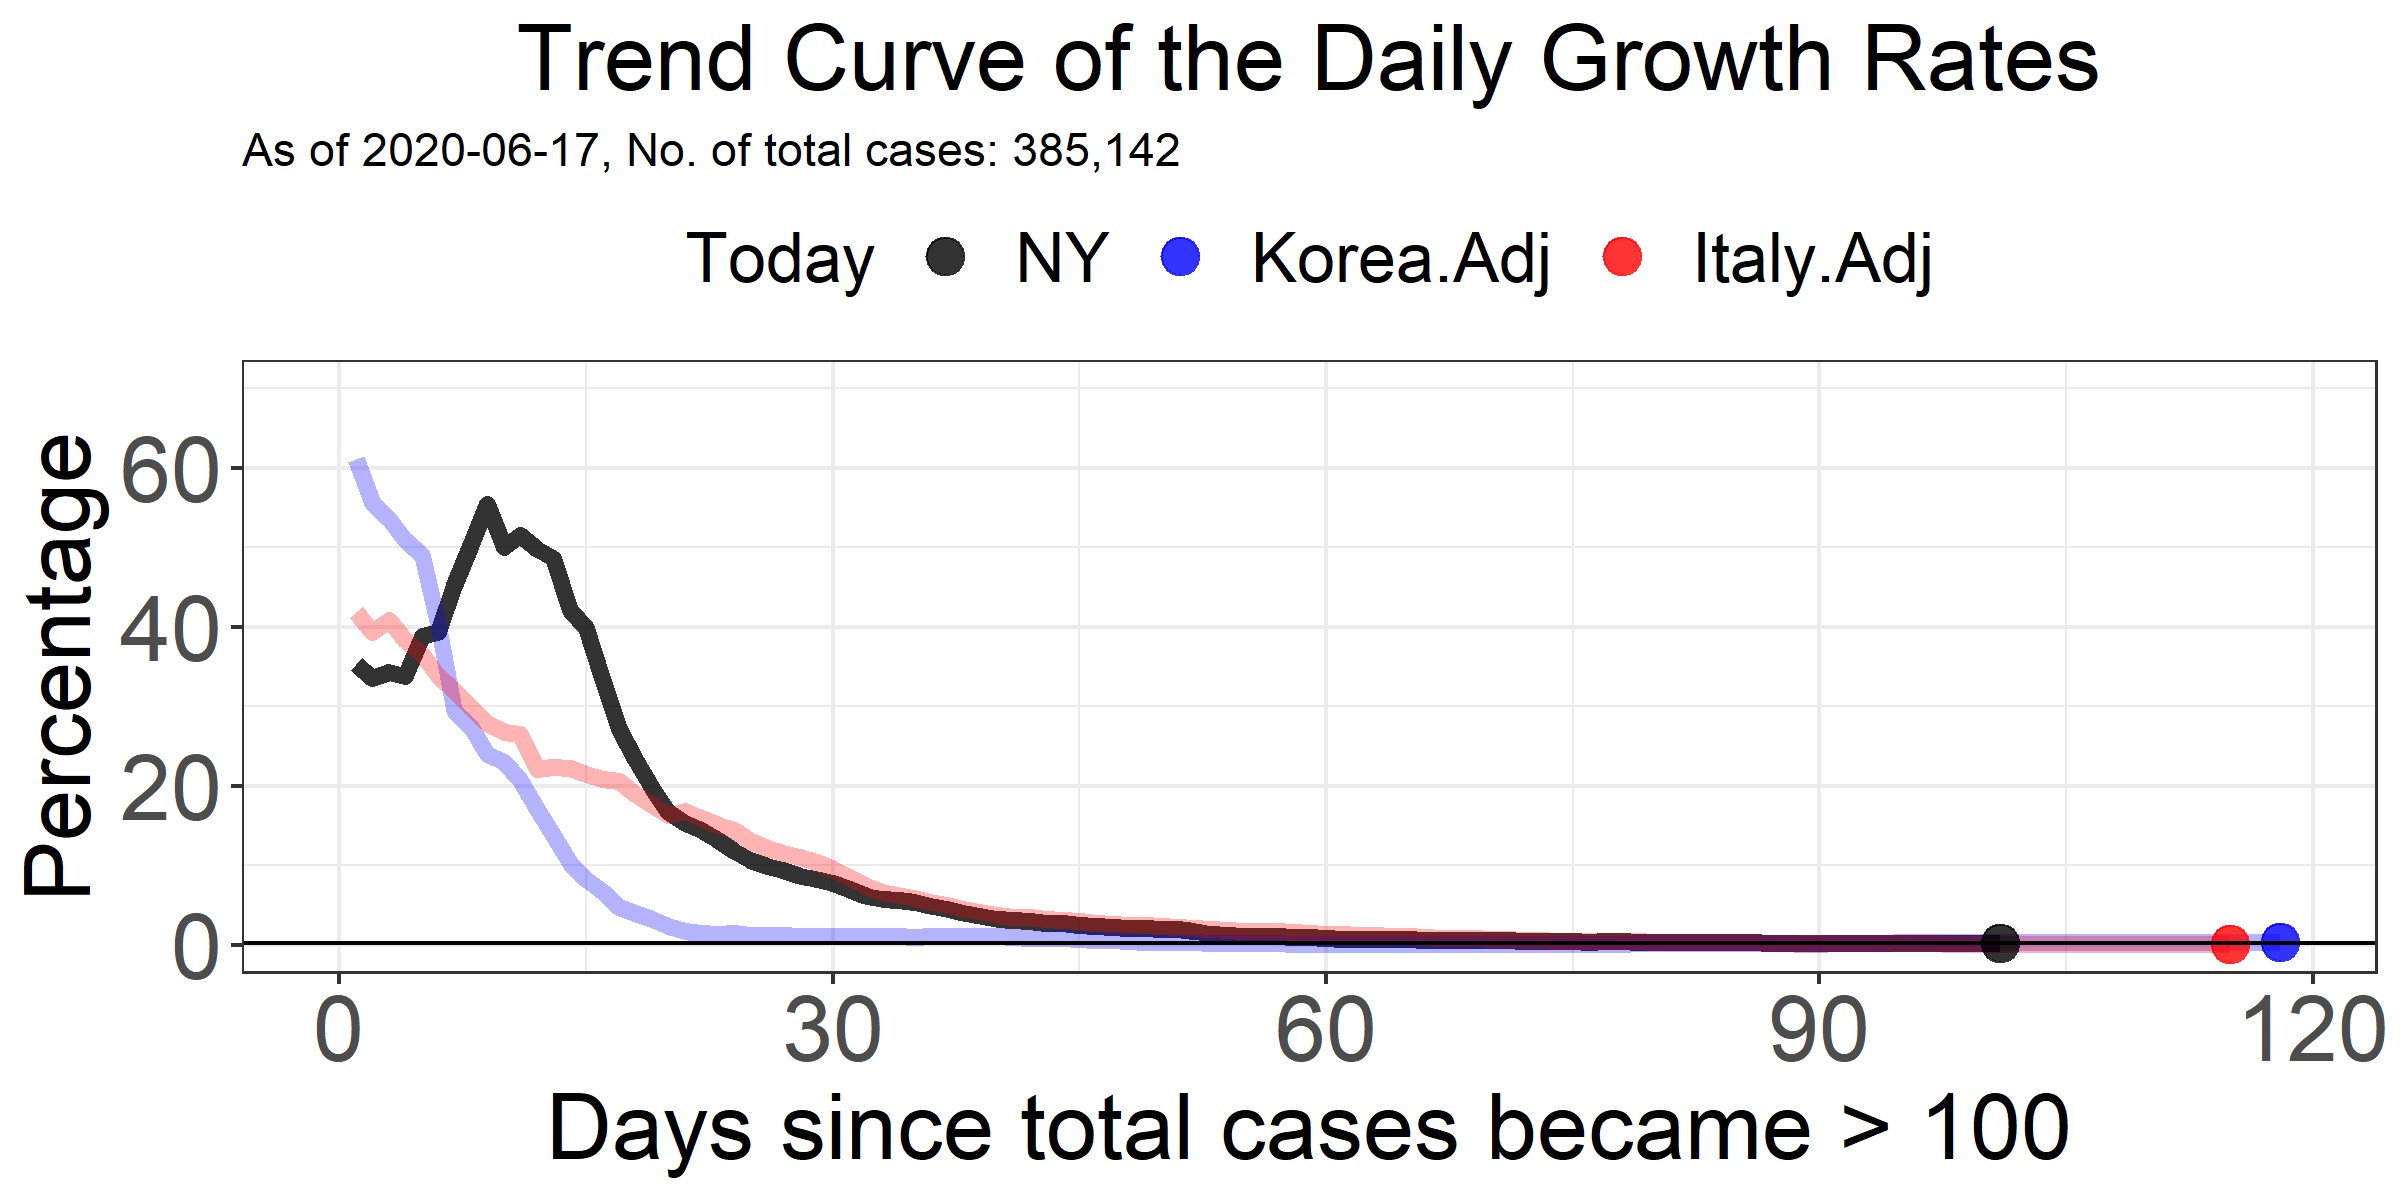 Trend Curve of the Daily Growth Rates
As of 2020-06-17, No. of total cases: 385,142
Today NY Korea.Adj Italy.Adj
Percentage
60
40
20
0
0 30 60 90 120
Days since total cases became > 100